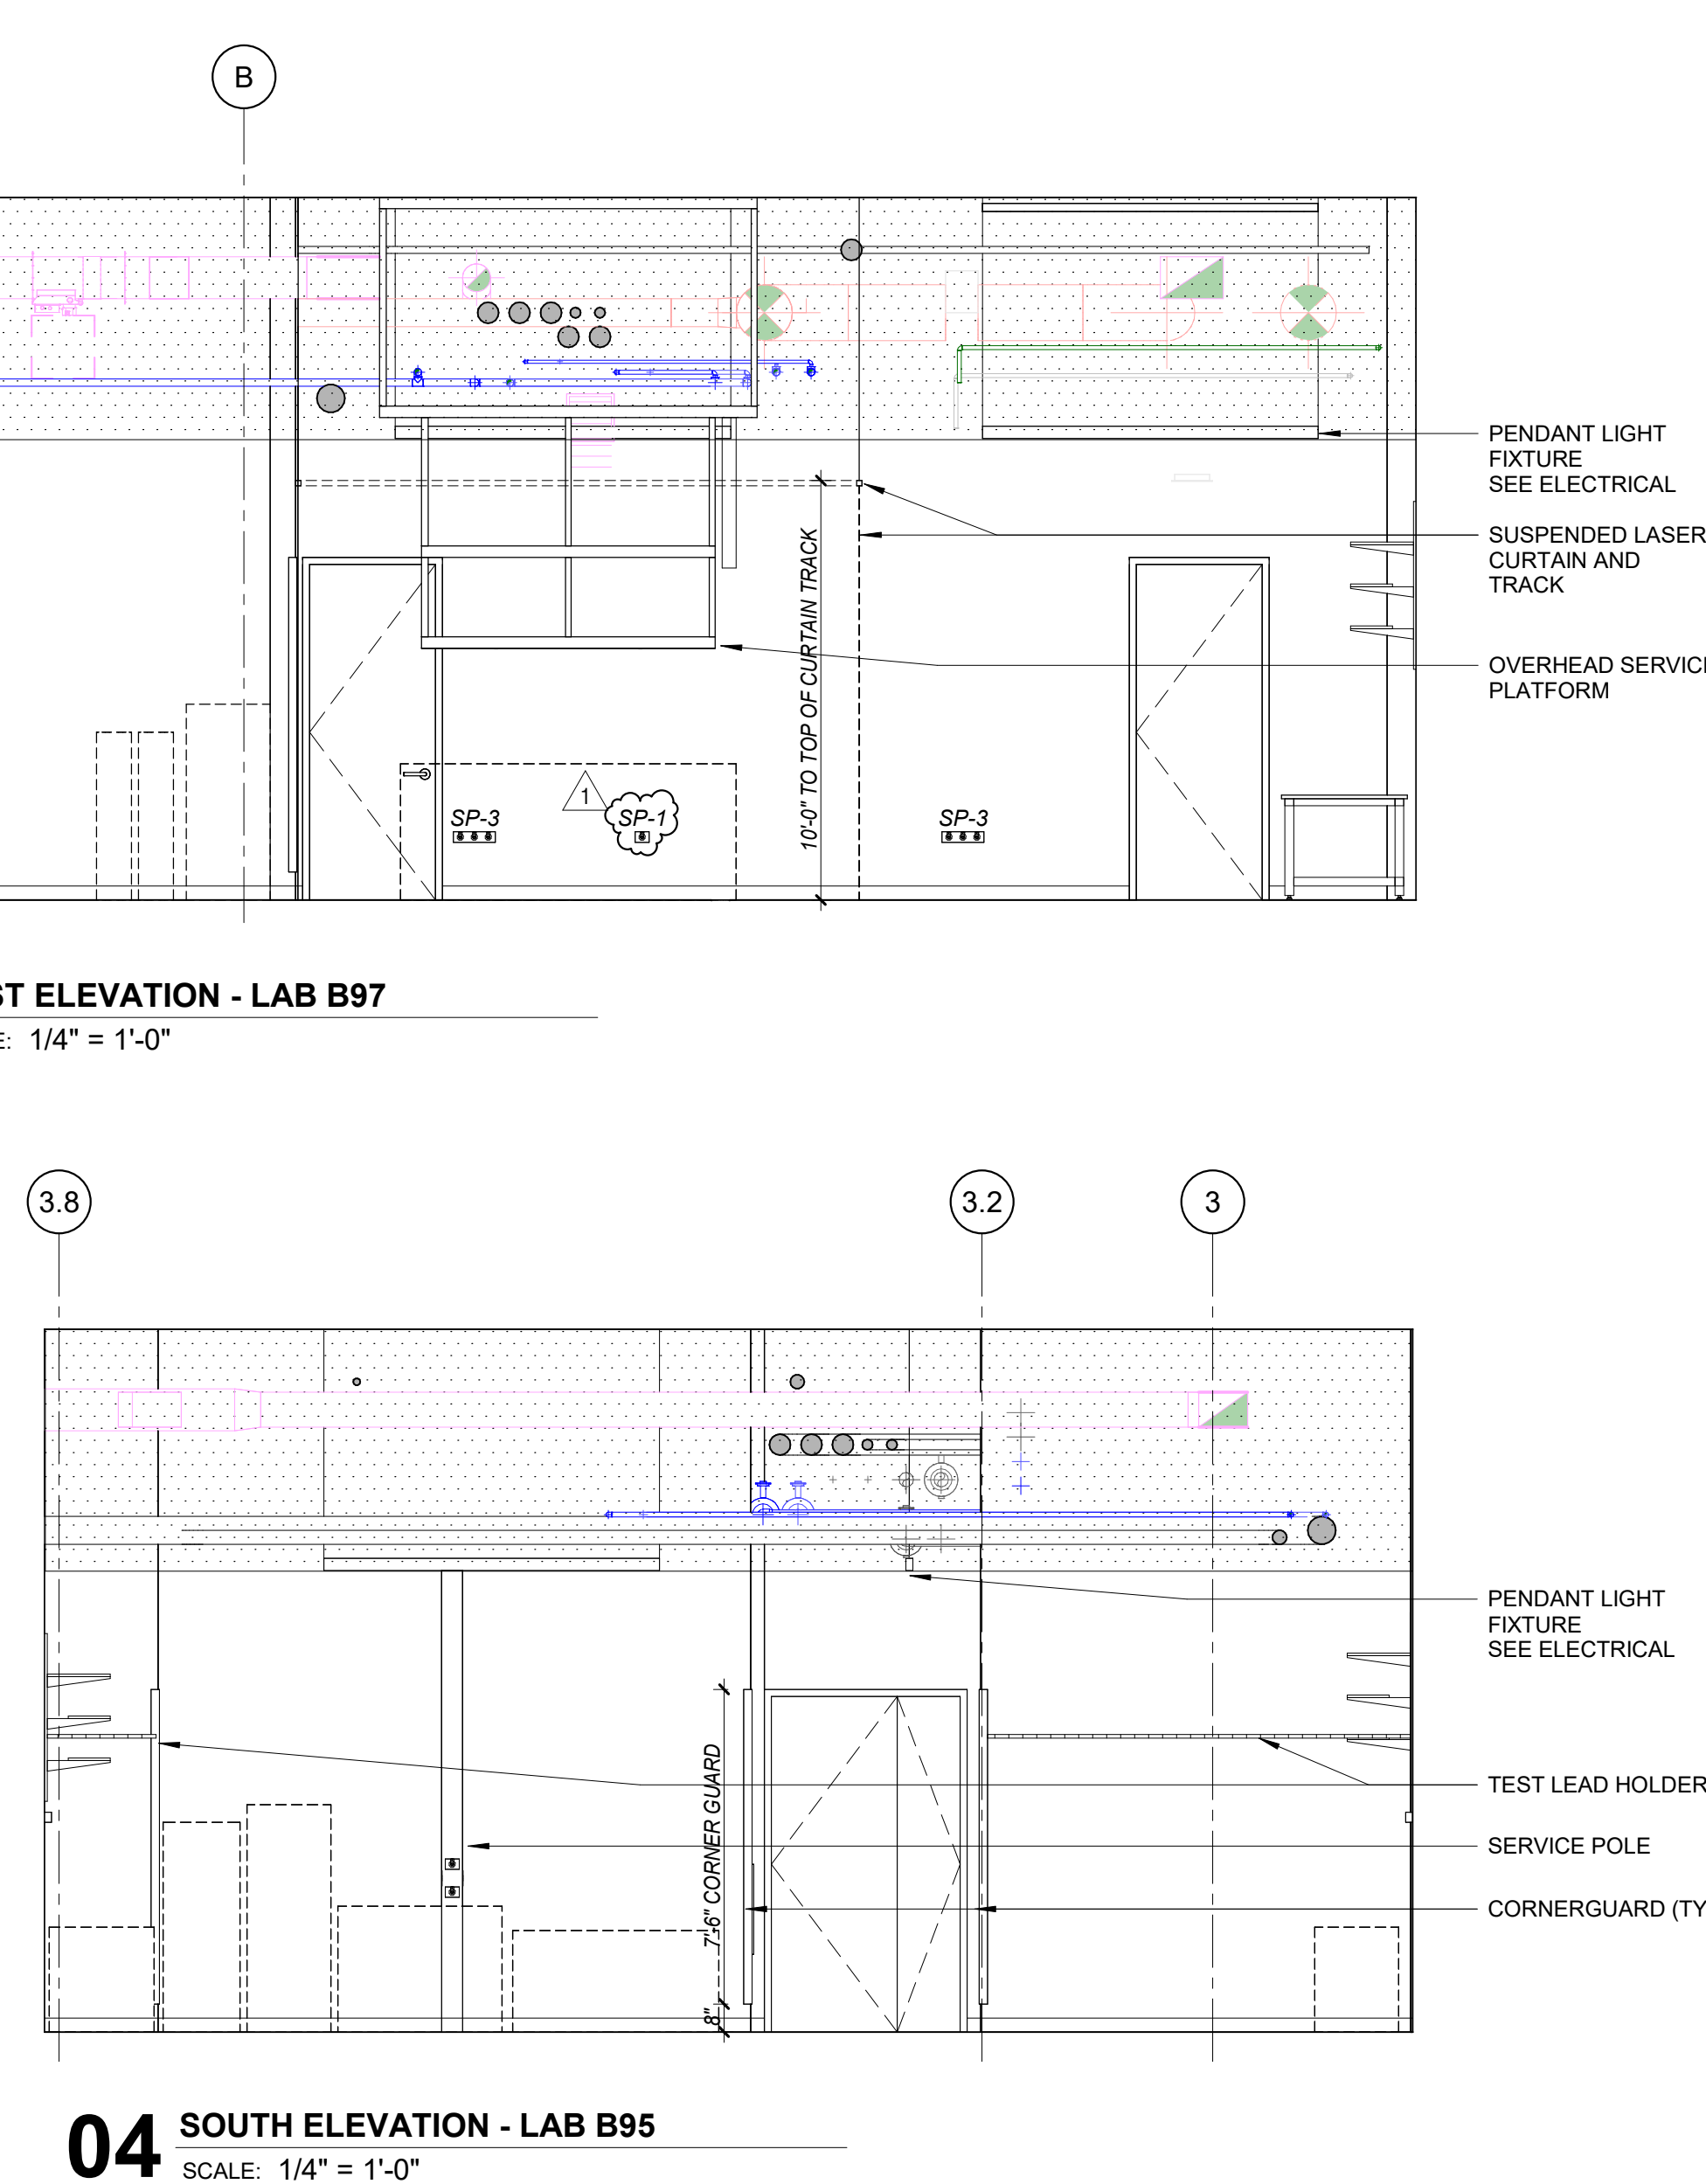 B
PENDANT LIGHT
FIXTURE
SEE ELECTRICAL
SUSPENDED LASER
CURTAIN AND
TRACK
OVERHEAD SERVIC
PLATFORM
10'-0" TO TOP OF CURTAIN TRACK
SP-3
1
SP-1
SP-3
ST ELEVATION - LAB B97
E: 1/4" = 1'-0"
3.8
3.2
3
PENDANT LIGHT
FIXTURE
SEE ELECTRICAL
TEST LEAD HOLDER
SERVICE POLE
CORNERGUARD (TY
7'-6" CORNER GUARD
8"
04 SOUTH ELEVATION - LAB B95
SCALE: 1/4" = 1'-0"